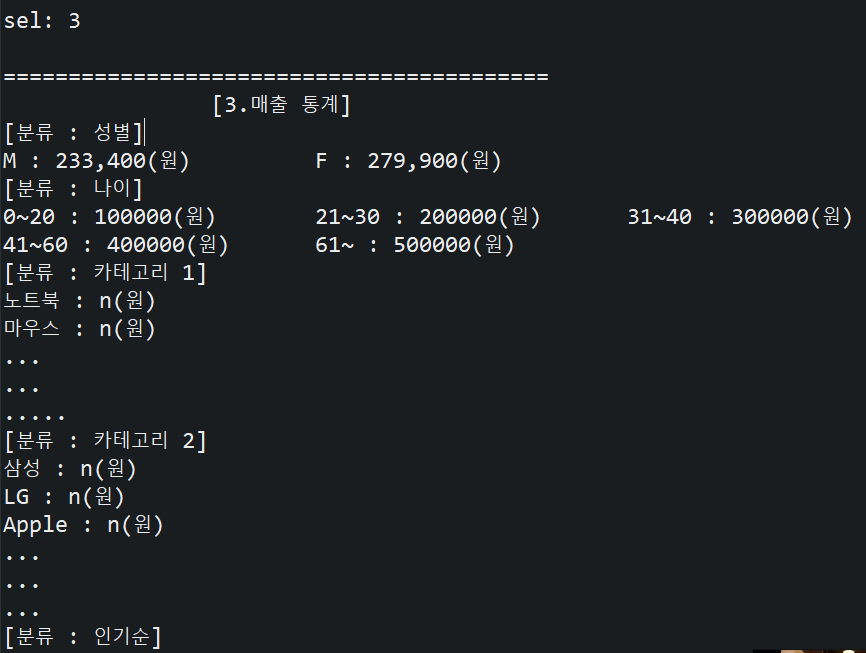 sel: 3
==========================================
[3.매출 통계]
[분류 : 성별]
M : 233,400(원) F : 279,900(원)
[분류 : 나이]
0~20 : 100000(원) 21~30 : 200000(원) 31~40 : 300000(원)
41~60 : 400000(원) 61~ : 500000(원)
[분류 : 카테고리 1]
노트북 : n(원)
마우스 : n(원)
...
...
.....
[분류 : 카테고리 2]
삼성 : n(원)
LG : n(원)
Apple : n(원)
...
...
...
[분류 : 인기순]